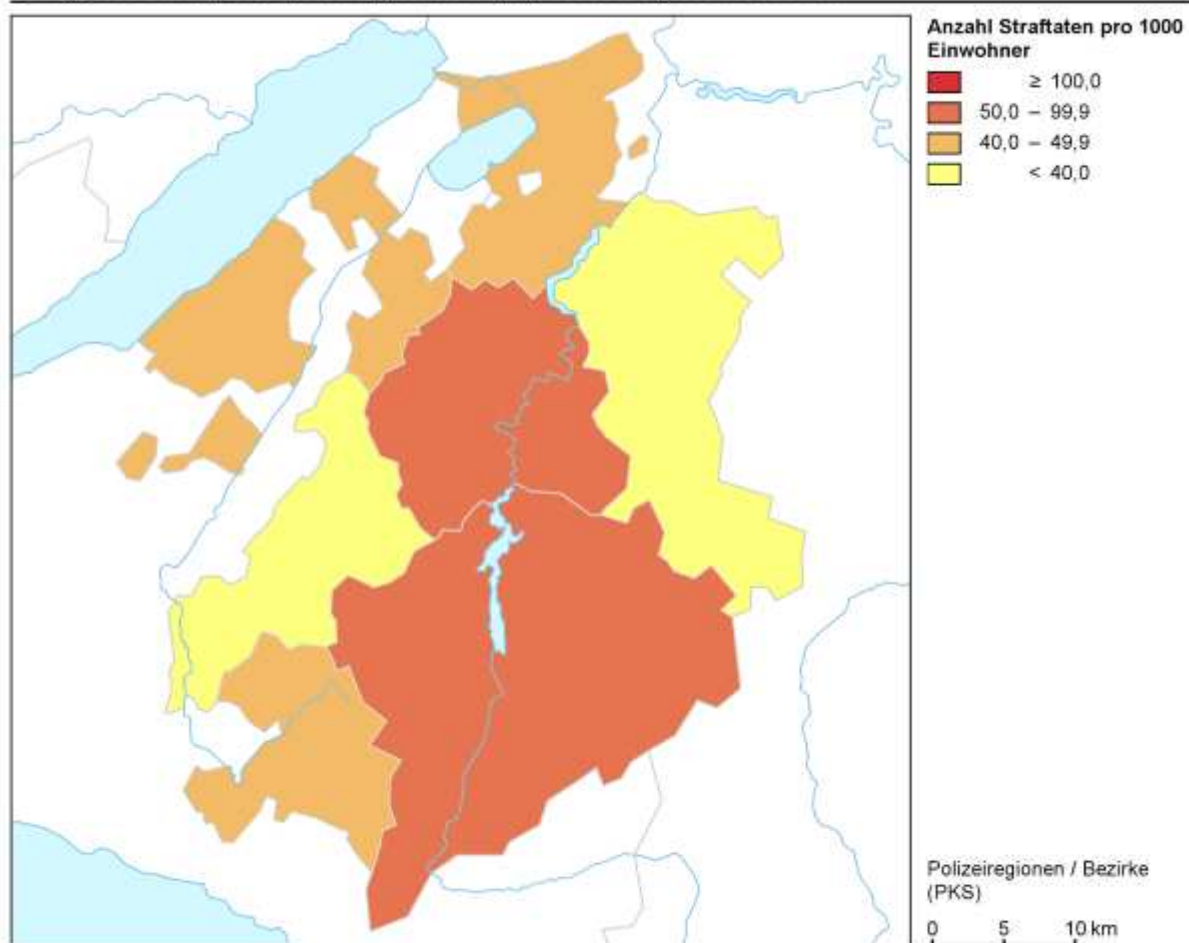 Anzahl Straftaten pro 1000
Einwohner
≥ 100,0
50,0 – 99,9
40,0 – 49,9
< 40,0
Polizeiregionen / Bezirke
(PKS)
0 5 10 km